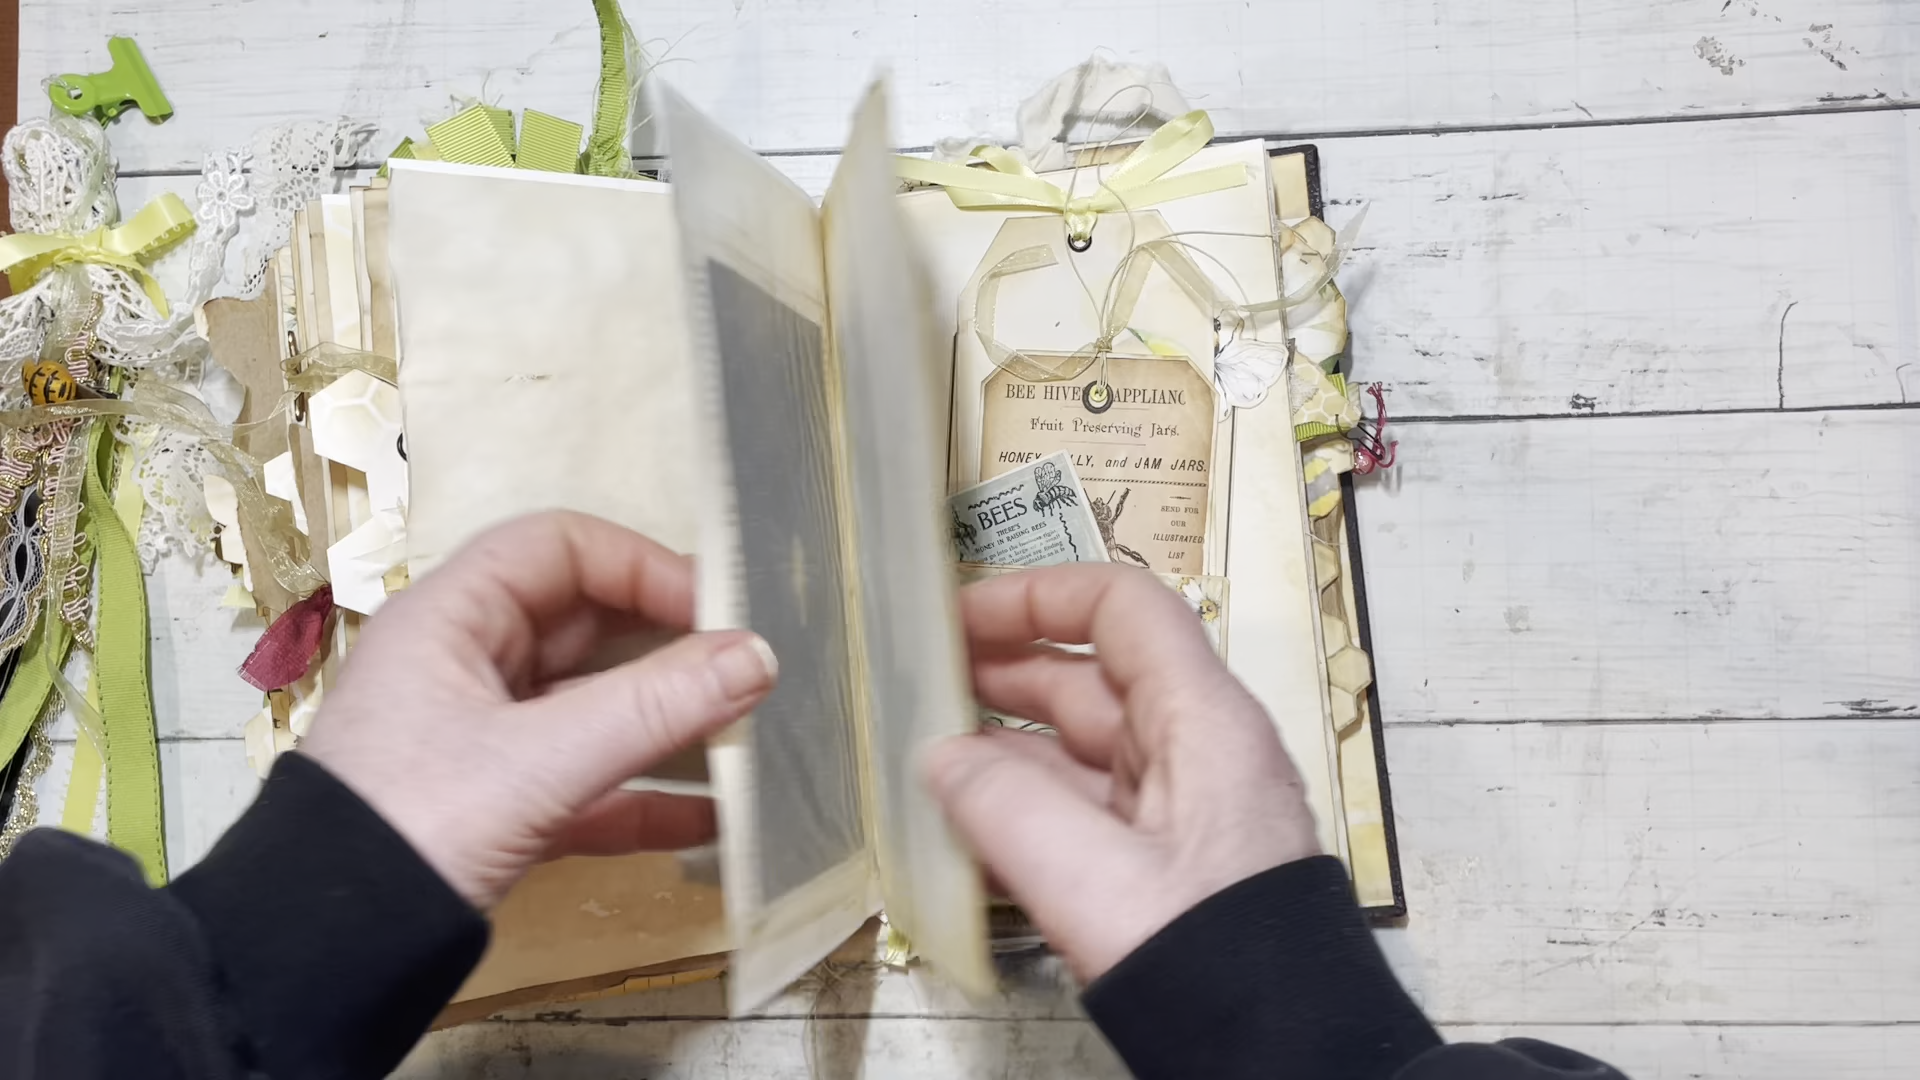 BEE HIVE APPLIANC
Fruit Preserving Jars.
HONEY, LLY, and JAM JARS.
BEES
THERE'S
MONEY IN RAISING BEES
SEND FOR
OUR
ILLUSTRATED
LIST
OF